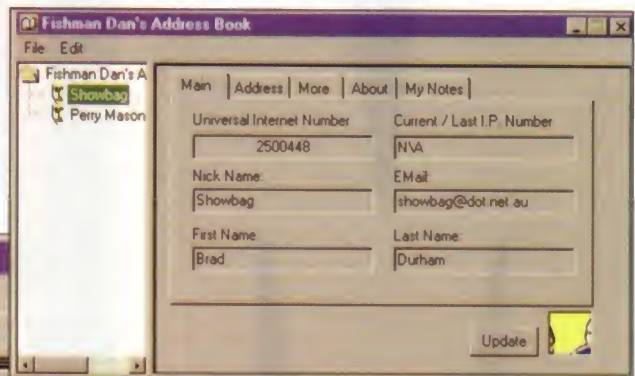 Fishman Dan's Address Book
File Edit
Fishman Dan's A
Showbag
Perry Mason
Main Address More About My Notes
Universal Internet Number Current / Last I.P. Number
2500448 N\A
Nick Name: EMail:
Showbag showbag@dot.net.au
First Name Last Name:
Brad Durham
Update